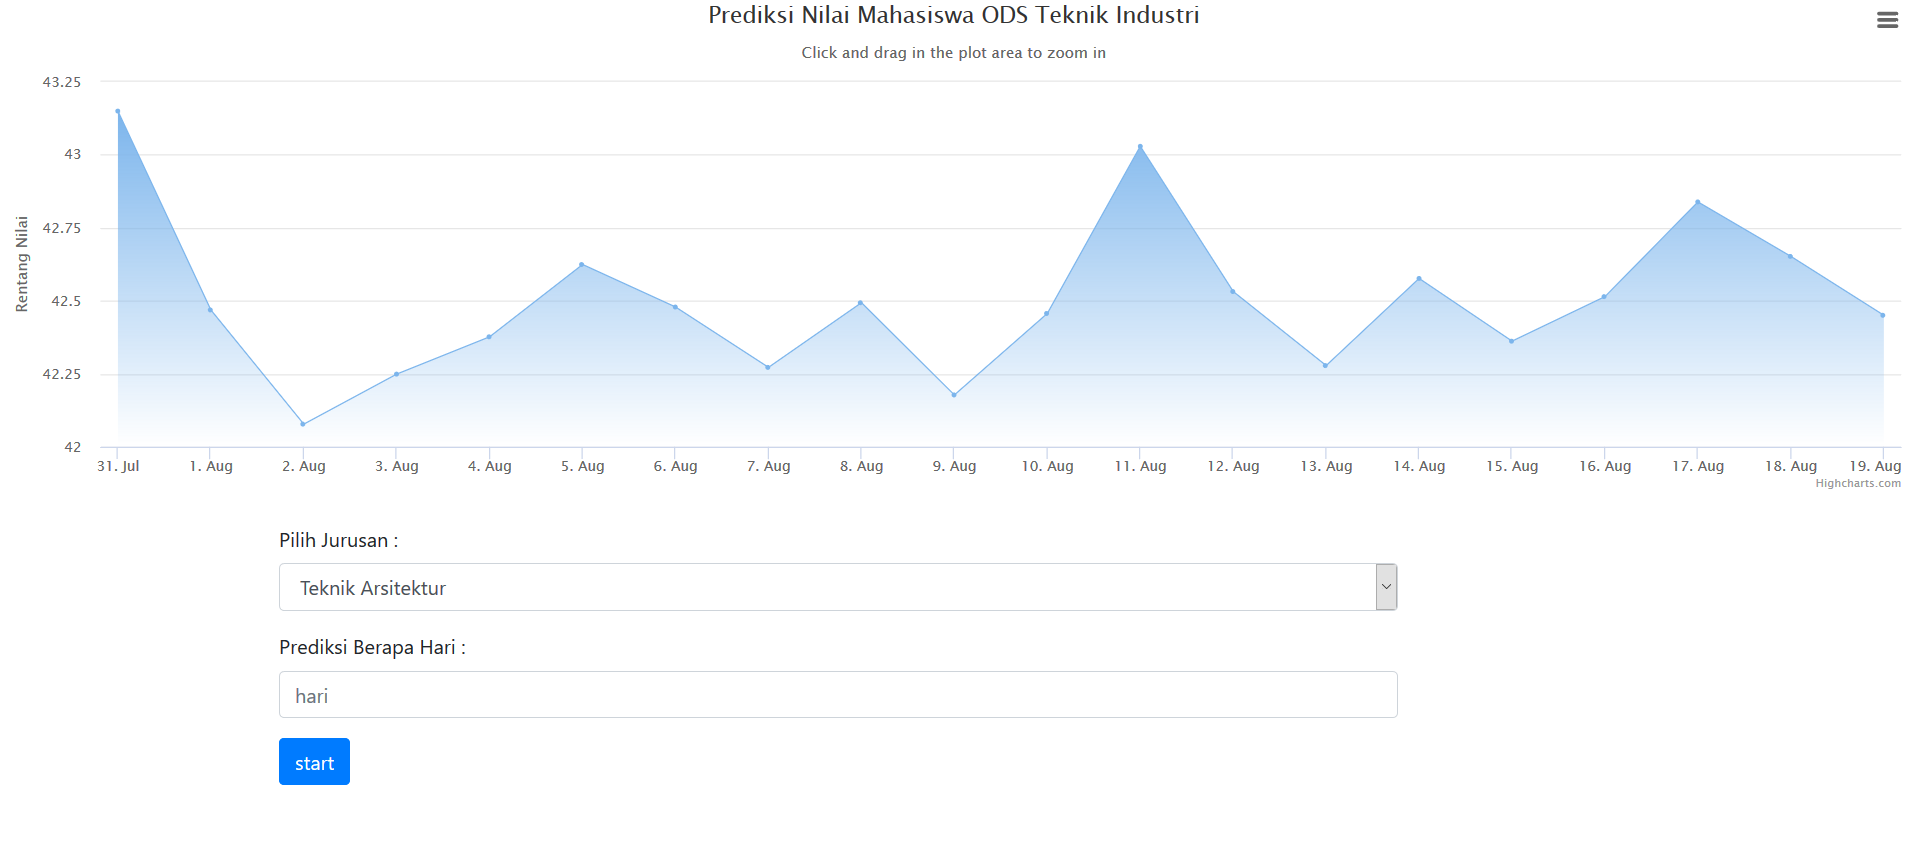 Prediksi Nilai Mahasiswa ODS Teknik Industri
Click and drag in the plot area to zoom in
Rentang Nilai
43.25
43
42.75
42.5
42.25
42
31. Jul 1. Aug 2. Aug 3. Aug 4. Aug 5. Aug 6. Aug 7. Aug 8. Aug 9. Aug 10. Aug 11. Aug 12. Aug 13. Aug 14. Aug 15. Aug 16. Aug 17. Aug 18. Aug 19. Aug
Highcharts.com
Pilih Jurusan :
Teknik Arsitektur
Prediksi Berapa Hari :
hari
start